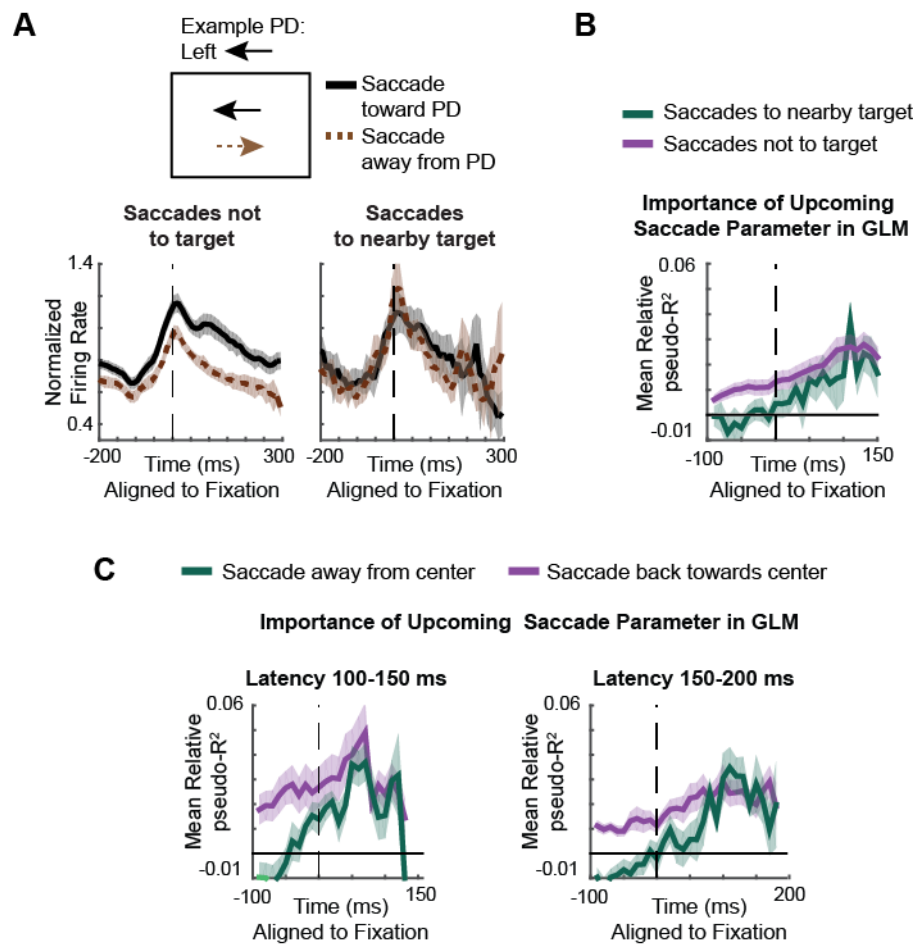 A
Example PD:
Left
Saccade
toward PD
Saccade
away from PD
Saccades not
to target
Saccades
to nearby target
Normalized
Firing Rate
1.4
0.4
-200
300
Time (ms)
Aligned to Fixation
-200
300
Time (ms)
Aligned to Fixation
B
Saccades to nearby target
Saccades not to target
Importance of Upcoming
Saccade Parameter in GLM
Mean Relative
pseudo-R²
0.06
-0.01
-100
150
Time (ms)
Aligned to Fixation
C
Saccade away from center
Saccade back towards center
Importance of Upcoming Saccade Parameter in GLM
Latency 100-150 ms
Mean Relative
pseudo-R²
0.06
-0.01
-100
150
Time (ms)
Aligned to Fixation
Latency 150-200 ms
Mean Relative
pseudo-R²
0.06
-0.01
-100
200
Time (ms)
Aligned to Fixation